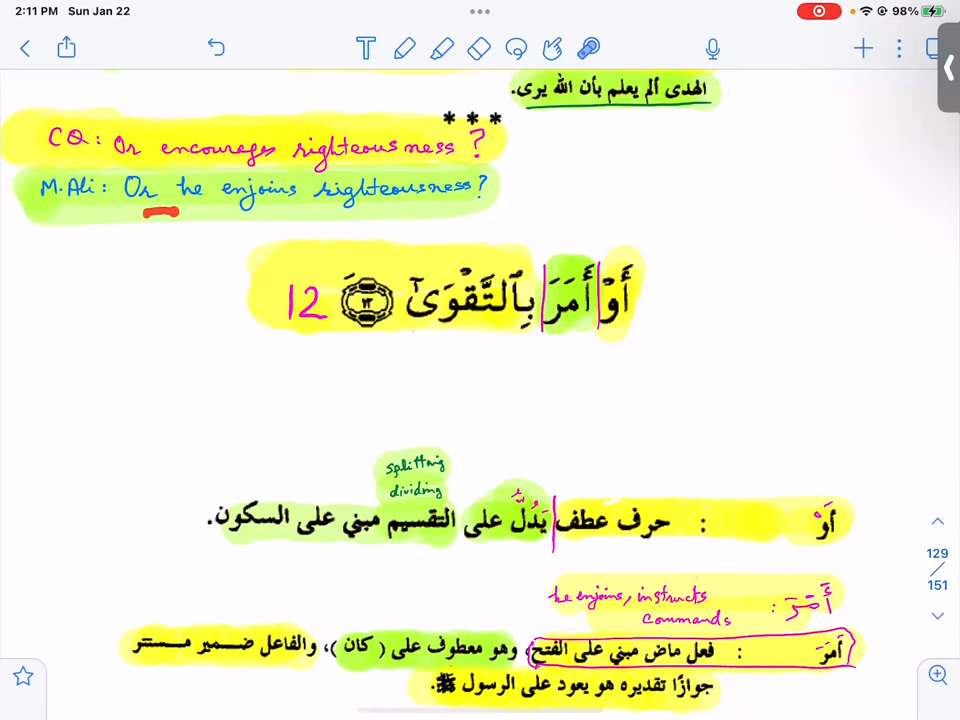 2:11 PM Sun Jan 22
98%
الهدى ألم يعلم بأن الله يرى.
* * *
CQ: Or encourages righteousness?
M. Ali: Or he enjoins righteousness?
أَوْ أَمَرَ بِالتَّقْوَىٰٓ ١٢ 12
splitting
dividing
أَوْ : حرف عطف يَدُلُّ على التقسيم مبني على السكون.
he enjoins, instructs
commands
أَمَرَ :
أَمَرَ : فعل ماض مبني على الفتح، وهو معطوف على ( كان )، والفاعل ضمير مستتر
جوازًا تقديره هو يعود على الرسول ﷺ.
129
151